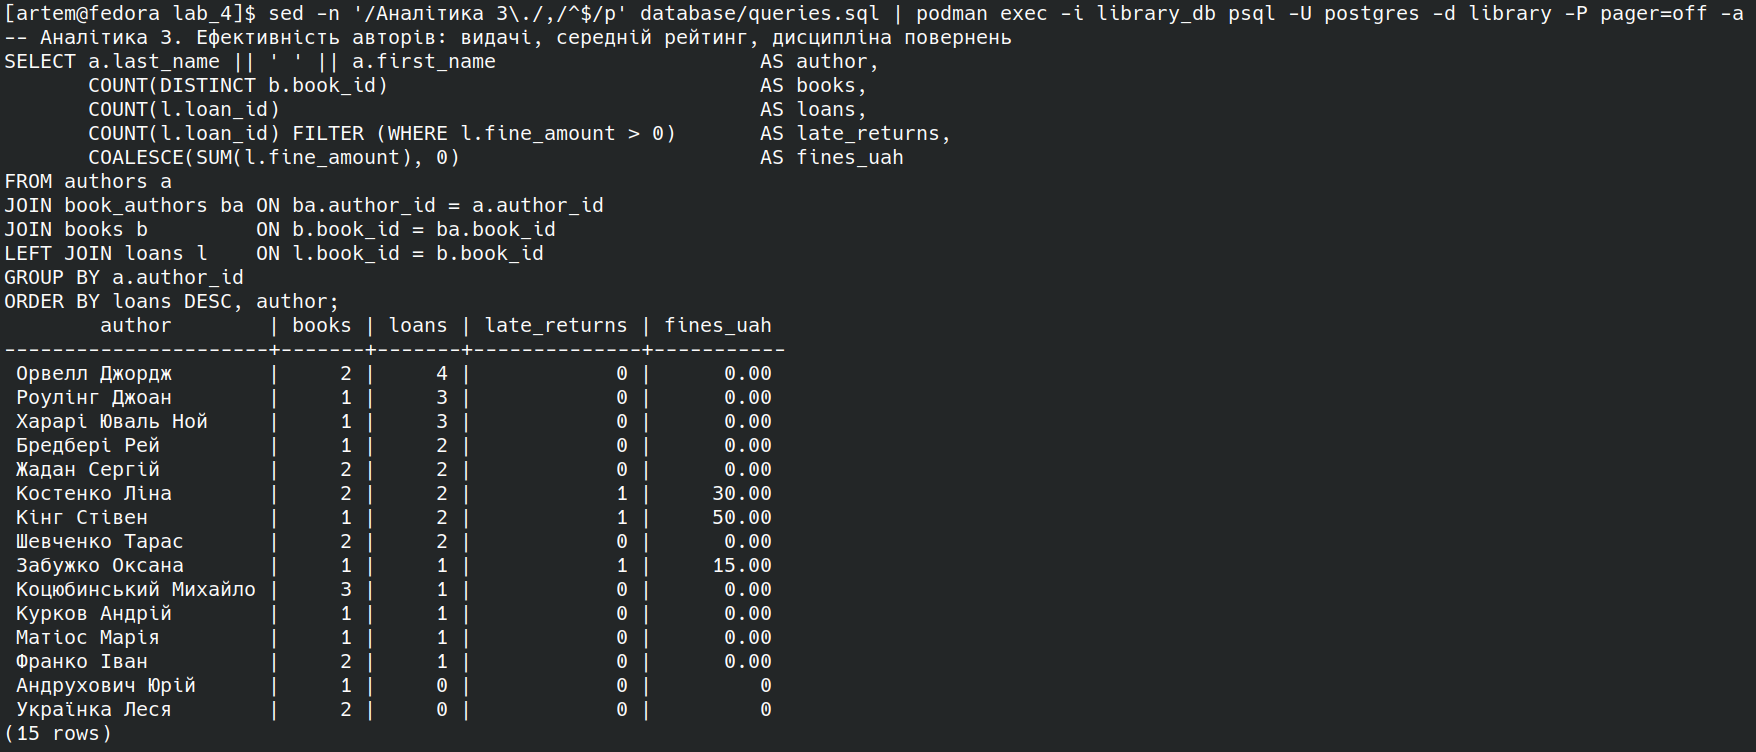 [artem@fedora lab_4]$ sed -n '/Аналітика 3\./,/^$/p' database/queries.sql | podman exec -i library_db psql -U postgres -d library -P pager=off -a
-- Аналітика 3. Ефективність авторів: видачі, середній рейтинг, дисципліна повернень
SELECT a.last_name || ' ' || a.first_name                      AS author,
       COUNT(DISTINCT b.book_id)                               AS books,
       COUNT(l.loan_id)                                        AS loans,
       COUNT(l.loan_id) FILTER (WHERE l.fine_amount > 0)       AS late_returns,
       COALESCE(SUM(l.fine_amount), 0)                         AS fines_uah
FROM authors a
JOIN book_authors ba ON ba.author_id = a.author_id
JOIN books b         ON b.book_id = ba.book_id
LEFT JOIN loans l    ON l.book_id = b.book_id
GROUP BY a.author_id
ORDER BY loans DESC, author;
        author        | books | loans | late_returns | fines_uah
----------------------+-------+-------+--------------+-----------
 Орвелл Джордж        |     2 |     4 |            0 |      0.00
 Роулінг Джоан        |     1 |     3 |            0 |      0.00
 Харарі Юваль Ной     |     1 |     3 |            0 |      0.00
 Бредбері Рей         |     1 |     2 |            0 |      0.00
 Жадан Сергій         |     2 |     2 |            0 |      0.00
 Костенко Ліна        |     2 |     2 |            1 |     30.00
 Кінг Стівен          |     1 |     2 |            1 |     50.00
 Шевченко Тарас       |     2 |     2 |            0 |      0.00
 Забужко Оксана       |     1 |     1 |            1 |     15.00
 Коцюбинський Михайло |     3 |     1 |            0 |      0.00
 Курков Андрій        |     1 |     1 |            0 |      0.00
 Матіос Марія         |     1 |     1 |            0 |      0.00
 Франко Іван          |     2 |     1 |            0 |      0.00
 Андрухович Юрій      |     1 |     0 |            0 |         0
 Українка Леся        |     2 |     0 |            0 |         0
(15 rows)